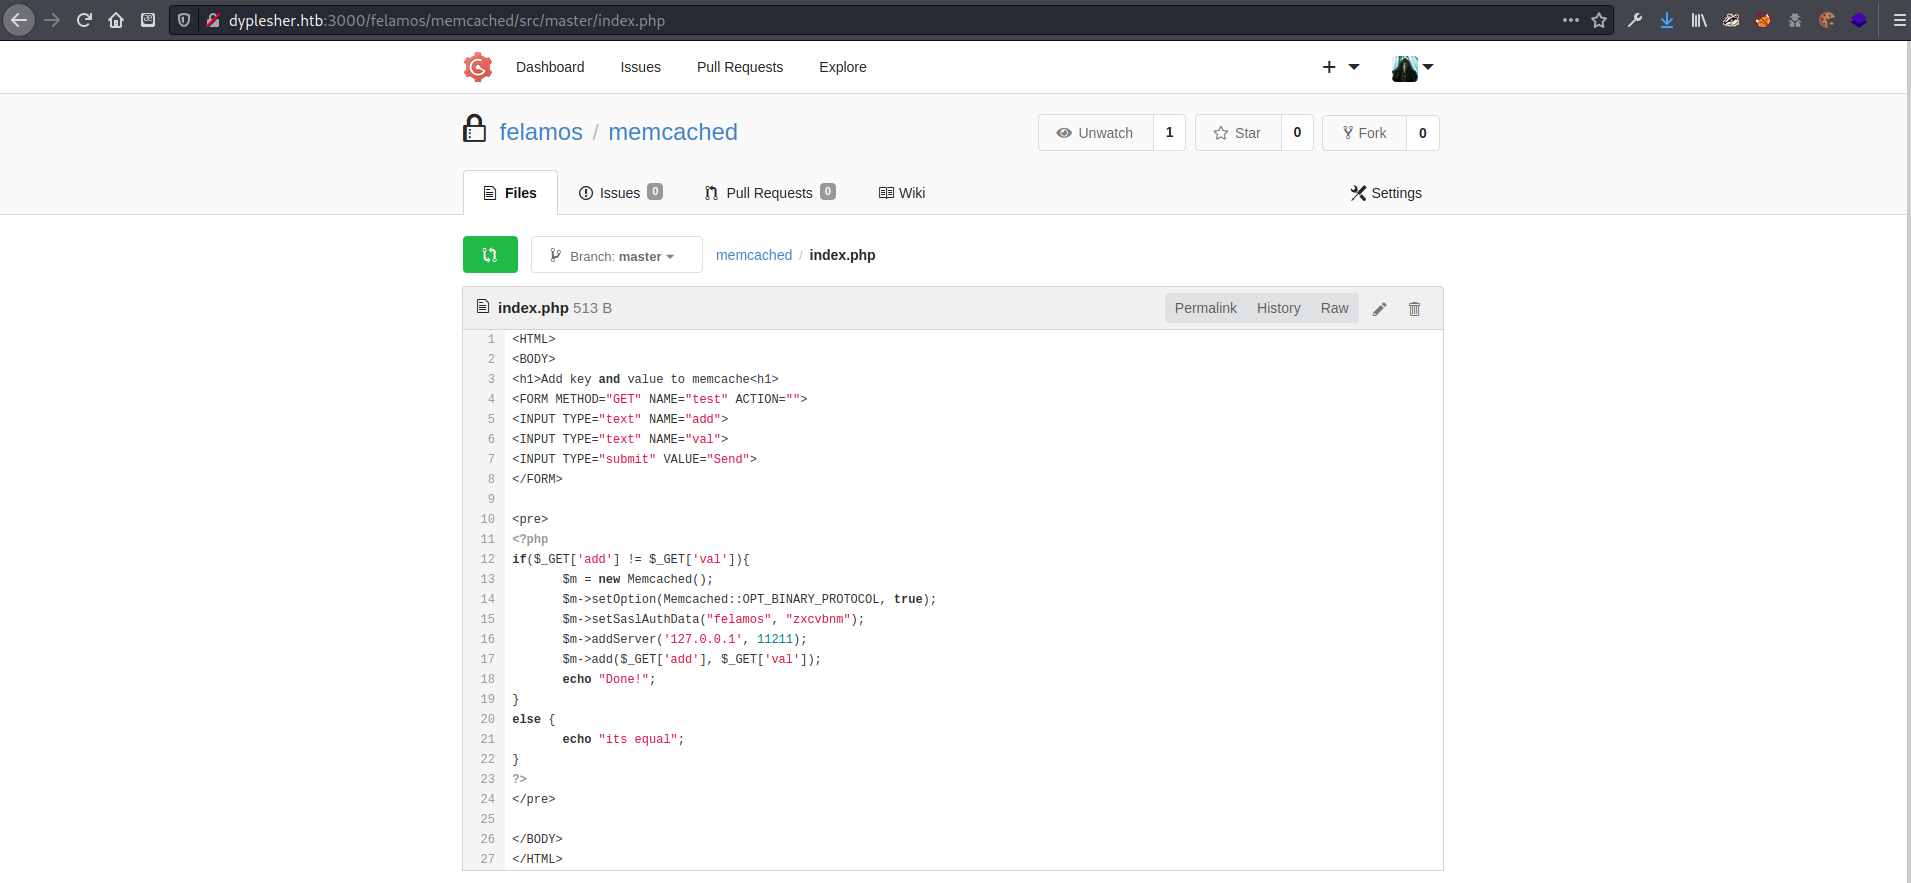 dyplesher.htb:3000/felamos/memcached/src/master/index.php
Dashboard Issues Pull Requests Explore
felamos / memcached
Unwatch 1 Star 0 Fork 0
Files Issues 0 Pull Requests 0 Wiki Settings
Branch: master memcached / index.php
index.php 513 B Permalink History Raw
1 <HTML>
2 <BODY>
3 <h1>Add key and value to memcache<h1>
4 <FORM METHOD="GET" NAME="test" ACTION="">
5 <INPUT TYPE="text" NAME="add">
6 <INPUT TYPE="text" NAME="val">
7 <INPUT TYPE="submit" VALUE="Send">
8 </FORM>
9
10 <pre>
11 <?php
12 if($_GET['add'] != $_GET['val']){
13 $m = new Memcached();
14 $m->setOption(Memcached::OPT_BINARY_PROTOCOL, true);
15 $m->setSaslAuthData("felamos", "zxcvbnm");
16 $m->addServer('127.0.0.1', 11211);
17 $m->add($_GET['add'], $_GET['val']);
18 echo "Done!";
19 }
20 else {
21 echo "its equal";
22 }
23 ?>
24 </pre>
25
26 </BODY>
27 </HTML>